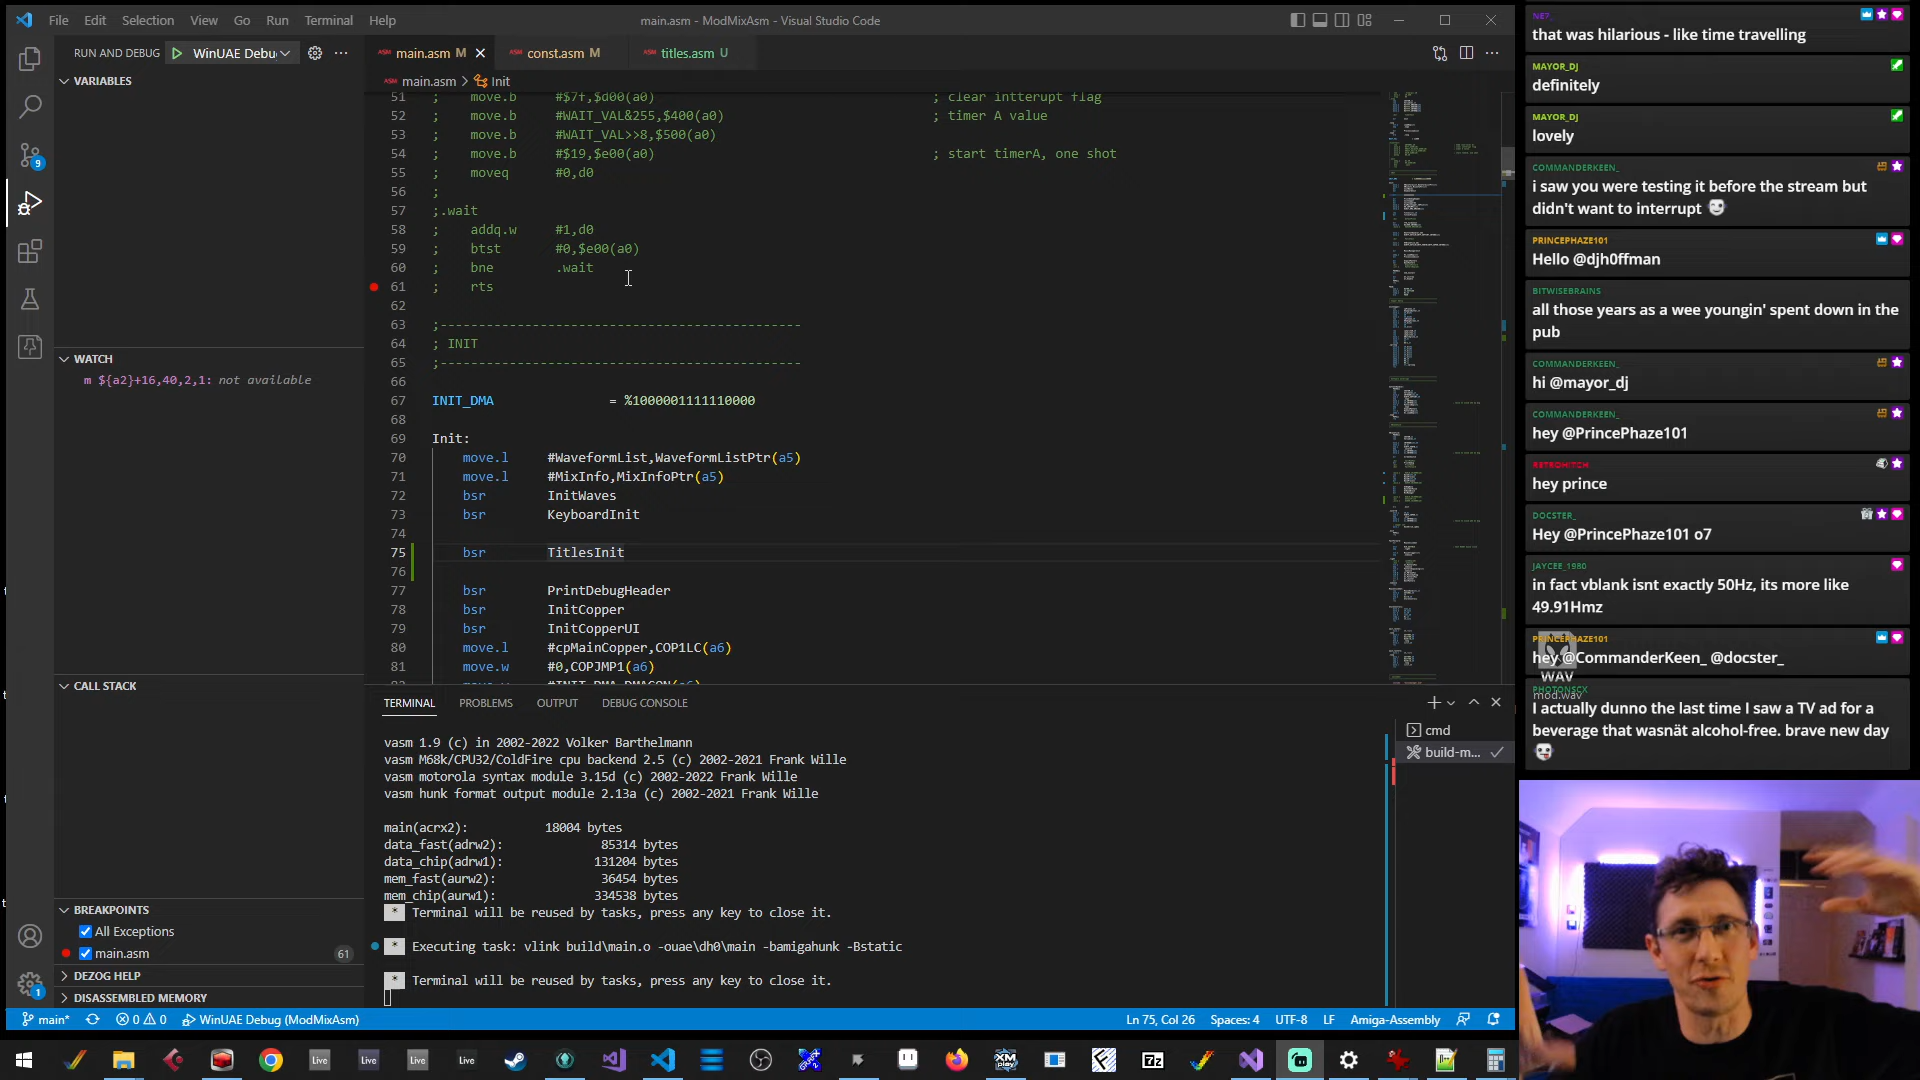 File Edit Selection View Go Run Terminal Help
main.asm - ModMixAsm - Visual Studio Code
RUN AND DEBUG WinUAE Debu
VARIABLES
WATCH
m ${a2}+16,40,2,1: not available
CALL STACK
BREAKPOINTS
All Exceptions
main.asm 61
DEZOG HELP
DISASSEMBLED MEMORY
9
1
main.asm M const.asm M titles.asm U
main.asm > Init
51 ; move.b #$7f,$d00(a0) ; clear intterupt flag
52 ; move.b #WAIT_VAL&255,$400(a0) ; timer A value
53 ; move.b #WAIT_VAL>>8,$500(a0)
54 ; move.b #$19,$e00(a0) ; start timerA, one shot
55 ; moveq #0,d0
56 ;
57 ;.wait
58 ; addq.w #1,d0
59 ; btst #0,$e00(a0)
60 ; bne .wait
61 ; rts
62
63 ;---------------------------------------------
64 ; INIT
65 ;---------------------------------------------
66
67 INIT_DMA = %1000001111110000
68
69 Init:
70 move.l #WaveformList,WaveformListPtr(a5)
71 move.l #MixInfo,MixInfoPtr(a5)
72 bsr InitWaves
73 bsr KeyboardInit
74
75 bsr TitlesInit
76
77 bsr PrintDebugHeader
78 bsr InitCopper
79 bsr InitCopperUI
80 move.l #cpMainCopper,COP1LC(a6)
81 move.w #0,COPJMP1(a6)
TERMINAL PROBLEMS OUTPUT DEBUG CONSOLE
vasm 1.9 (c) in 2002-2022 Volker Barthelmann
vasm M68k/CPU32/ColdFire cpu backend 2.5 (c) 2002-2021 Frank Wille
vasm motorola syntax module 3.15d (c) 2002-2022 Frank Wille
vasm hunk format output module 2.13a (c) 2002-2021 Frank Wille
main(acrx2): 18004 bytes
data_fast(adrw2): 85314 bytes
data_chip(adrw1): 131204 bytes
mem_fast(aurw2): 36454 bytes
mem_chip(aurw1): 334538 bytes
* Terminal will be reused by tasks, press any key to close it.
* Executing task: vlink build\main.o -ouae\dh0\main -bamigahunk -Bstatic
* Terminal will be reused by tasks, press any key to close it.
cmd
build-m...
main* 0 0 WinUAE Debug (ModMixAsm) Ln 75, Col 26 Spaces: 4 UTF-8 LF Amiga-Assembly
Live Live Live Live
XM play
7z
that was hilarious - like time travelling
MAYOR_DJ
definitely
MAYOR_DJ
lovely
COMMANDERKEEN_
i saw you were testing it before the stream but
didn't want to interrupt
PRINCEPHAZE101
Hello @djh0ffman
BITWISEBRAINS
all those years as a wee youngin' spent down in the
pub
COMMANDERKEEN_
hi @mayor_dj
COMMANDERKEEN_
hey @PrincePhaze101
RETROHITCH
hey prince
DOCSTER_
Hey @PrincePhaze101 o7
JAYCEE_1980
in fact vblank isnt exactly 50Hz, its more like
49.91Hmz
PRINCEPHAZE101
hey @CommanderKeen_ @docster_
WAV
mod.wav
PHOTONSCX
I actually dunno the last time I saw a TV ad for a
beverage that wasnät alcohol-free. brave new day